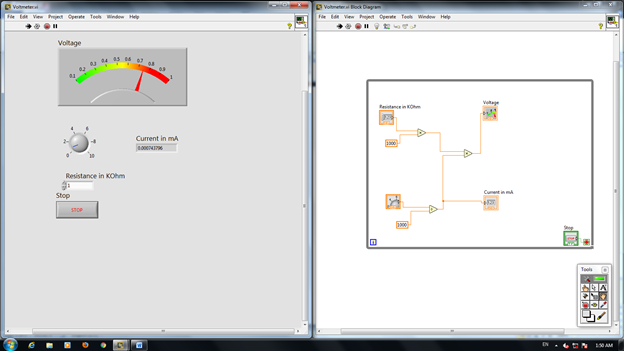 Voltmeter.vi
File Edit View Project Operate Tools Window Help
Voltage
0.1 0.2 0.3 0.4 0.5 0.6 0.7 0.8 0.9 1
0 2 4 6 8 10
Current in mA
0.000743796
Resistance in KOhm
1
Stop
STOP
Voltmeter.vi Block Diagram
File Edit View Project Operate Tools Window Help
Resistance in KOhm
1000
Voltage
1000
Current in mA
Stop
i
Tools
EN
1:50 AM